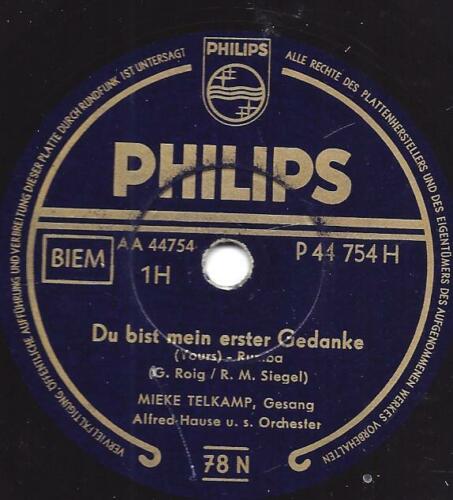 PHILIPS
PHILIPS
BIEM
AA 44754
1H
P 44 754 H
Du bist mein erster Gedanke
(Yours) - Rumba
(G. Roig / R. M. Siegel)
MIEKE TELKAMP, Gesang
Alfred Hause u. s. Orchester
78 N
VERVIELFÄLTIGUNG, ÖFFENTLICHE AUFFÜHRUNG UND VERBREITUNG DIESER PLATTE DURCH RUNDFUNK IST UNTERSAGT
ALLE RECHTE DES PLATTENHERSTELLERS UND DES EIGENTÜMERS DES AUFGENOMMENEN WERKES VORBEHALTEN